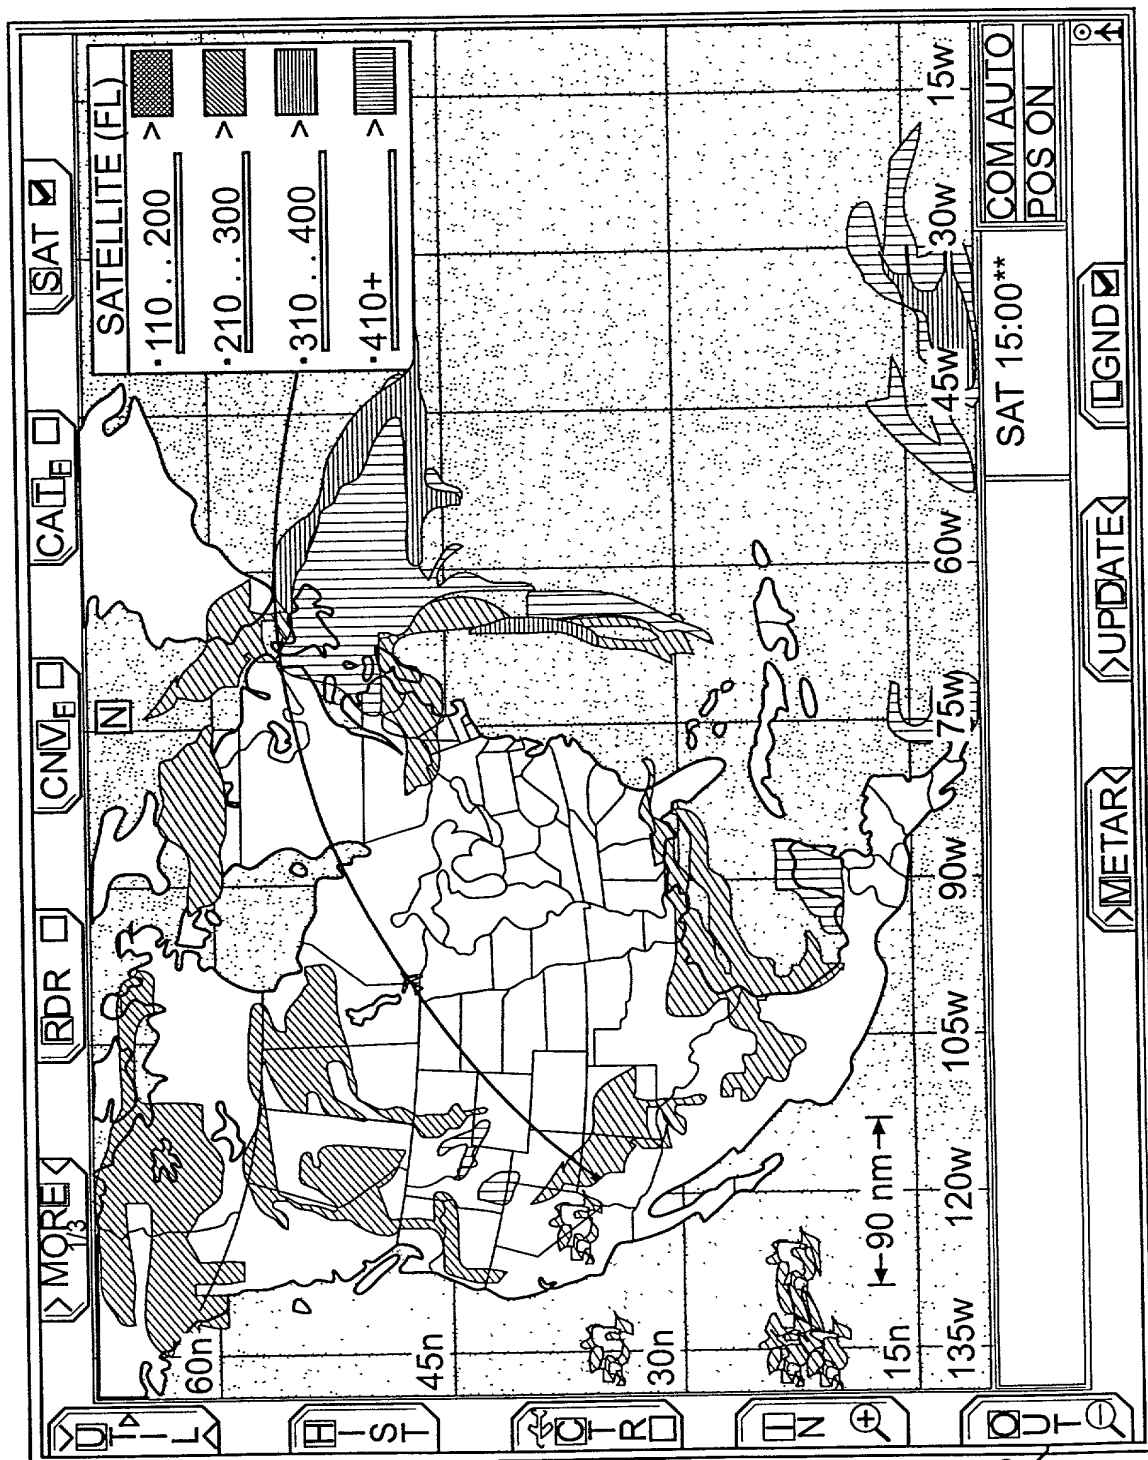 >MORE<
1/3
RDR
CNVF
CATF
SAT
>UTIL<
HIST
CTR
IN
OUT
N
SATELLITE (FL)
·110...200 >
·210...300 >
·310...400 >
·410+ >
60n
45n
30n
15n
90 nm
135w
120w
105w
90w
75w
60w
45w
30w
15w
SAT 15:00**
COM AUTO
POS ON
>METAR<
>UPDATE<
LGND